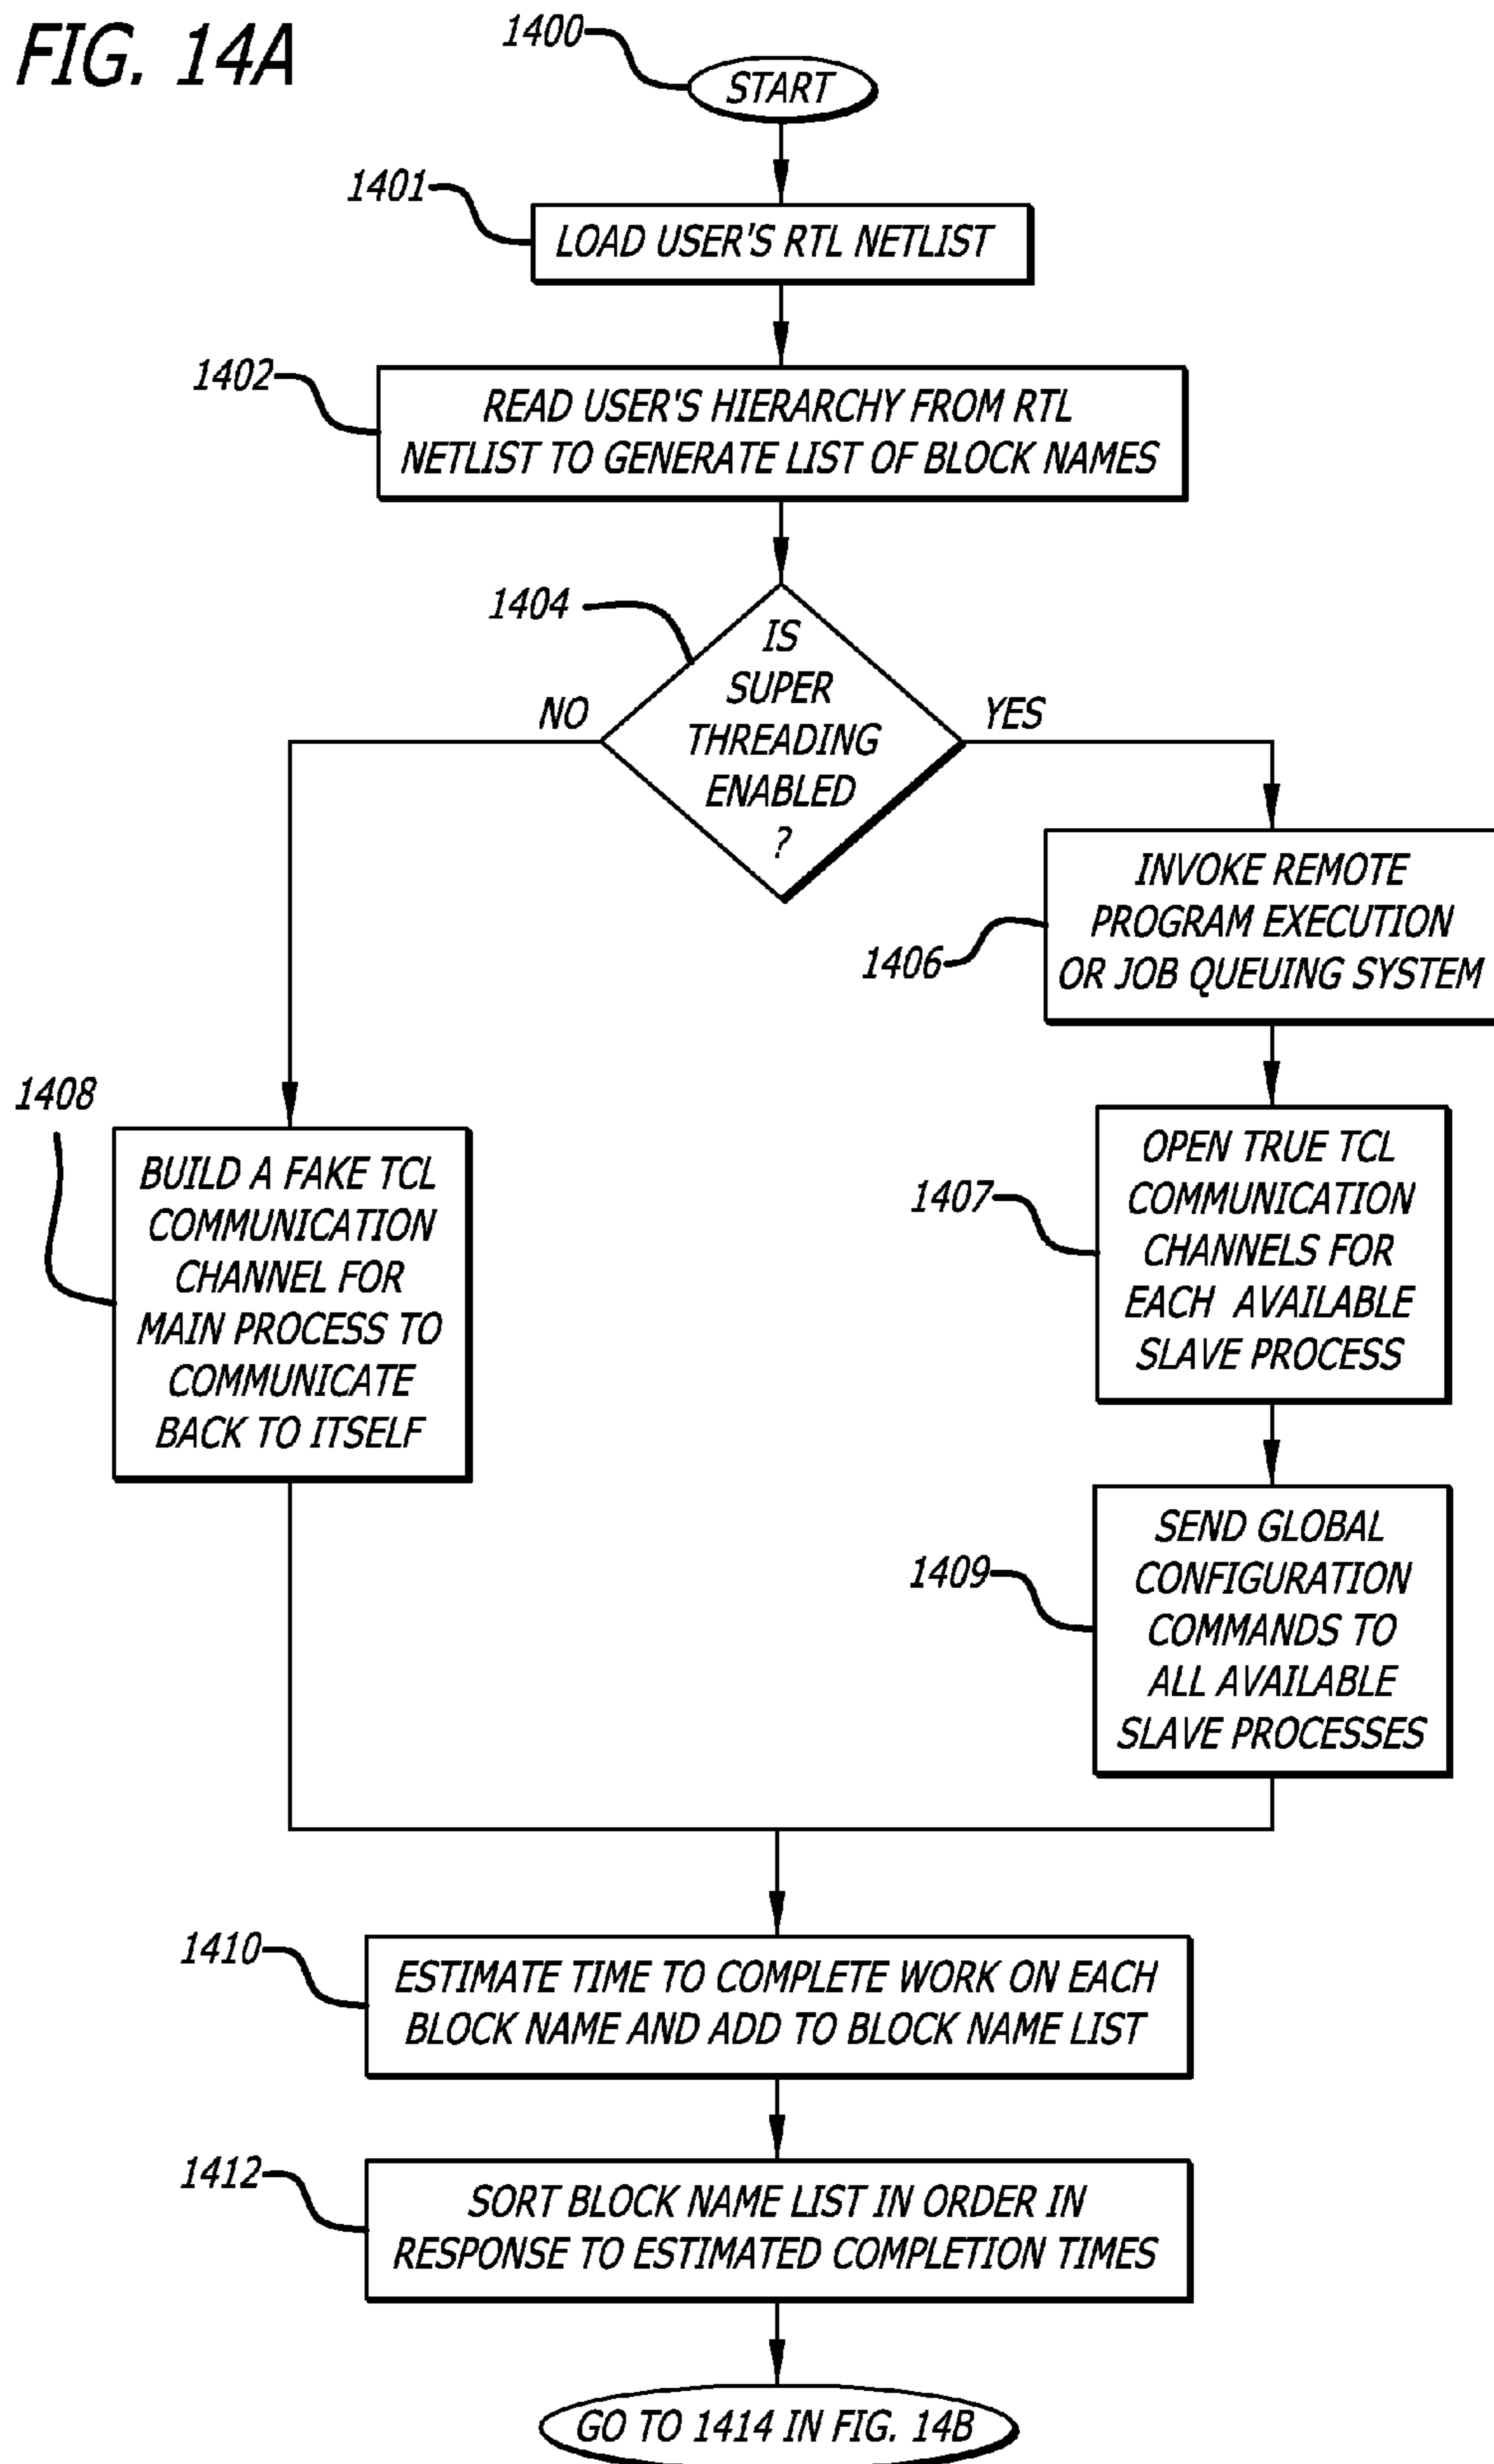 FIG. 14A
1400
START
1401
LOAD USER'S RTL NETLIST
1402
READ USER'S HIERARCHY FROM RTL
NETLIST TO GENERATE LIST OF BLOCK NAMES
1404
IS
SUPER
THREADING
ENABLED
?
NO
YES
1406
INVOKE REMOTE
PROGRAM EXECUTION
OR JOB QUEUING SYSTEM
1408
BUILD A FAKE TCL
COMMUNICATION
CHANNEL FOR
MAIN PROCESS TO
COMMUNICATE
BACK TO ITSELF
1407
OPEN TRUE TCL
COMMUNICATION
CHANNELS FOR
EACH AVAILABLE
SLAVE PROCESS
1409
SEND GLOBAL
CONFIGURATION
COMMANDS TO
ALL AVAILABLE
SLAVE PROCESSES
1410
ESTIMATE TIME TO COMPLETE WORK ON EACH
BLOCK NAME AND ADD TO BLOCK NAME LIST
1412
SORT BLOCK NAME LIST IN ORDER IN
RESPONSE TO ESTIMATED COMPLETION TIMES
GO TO 1414 IN FIG. 14B